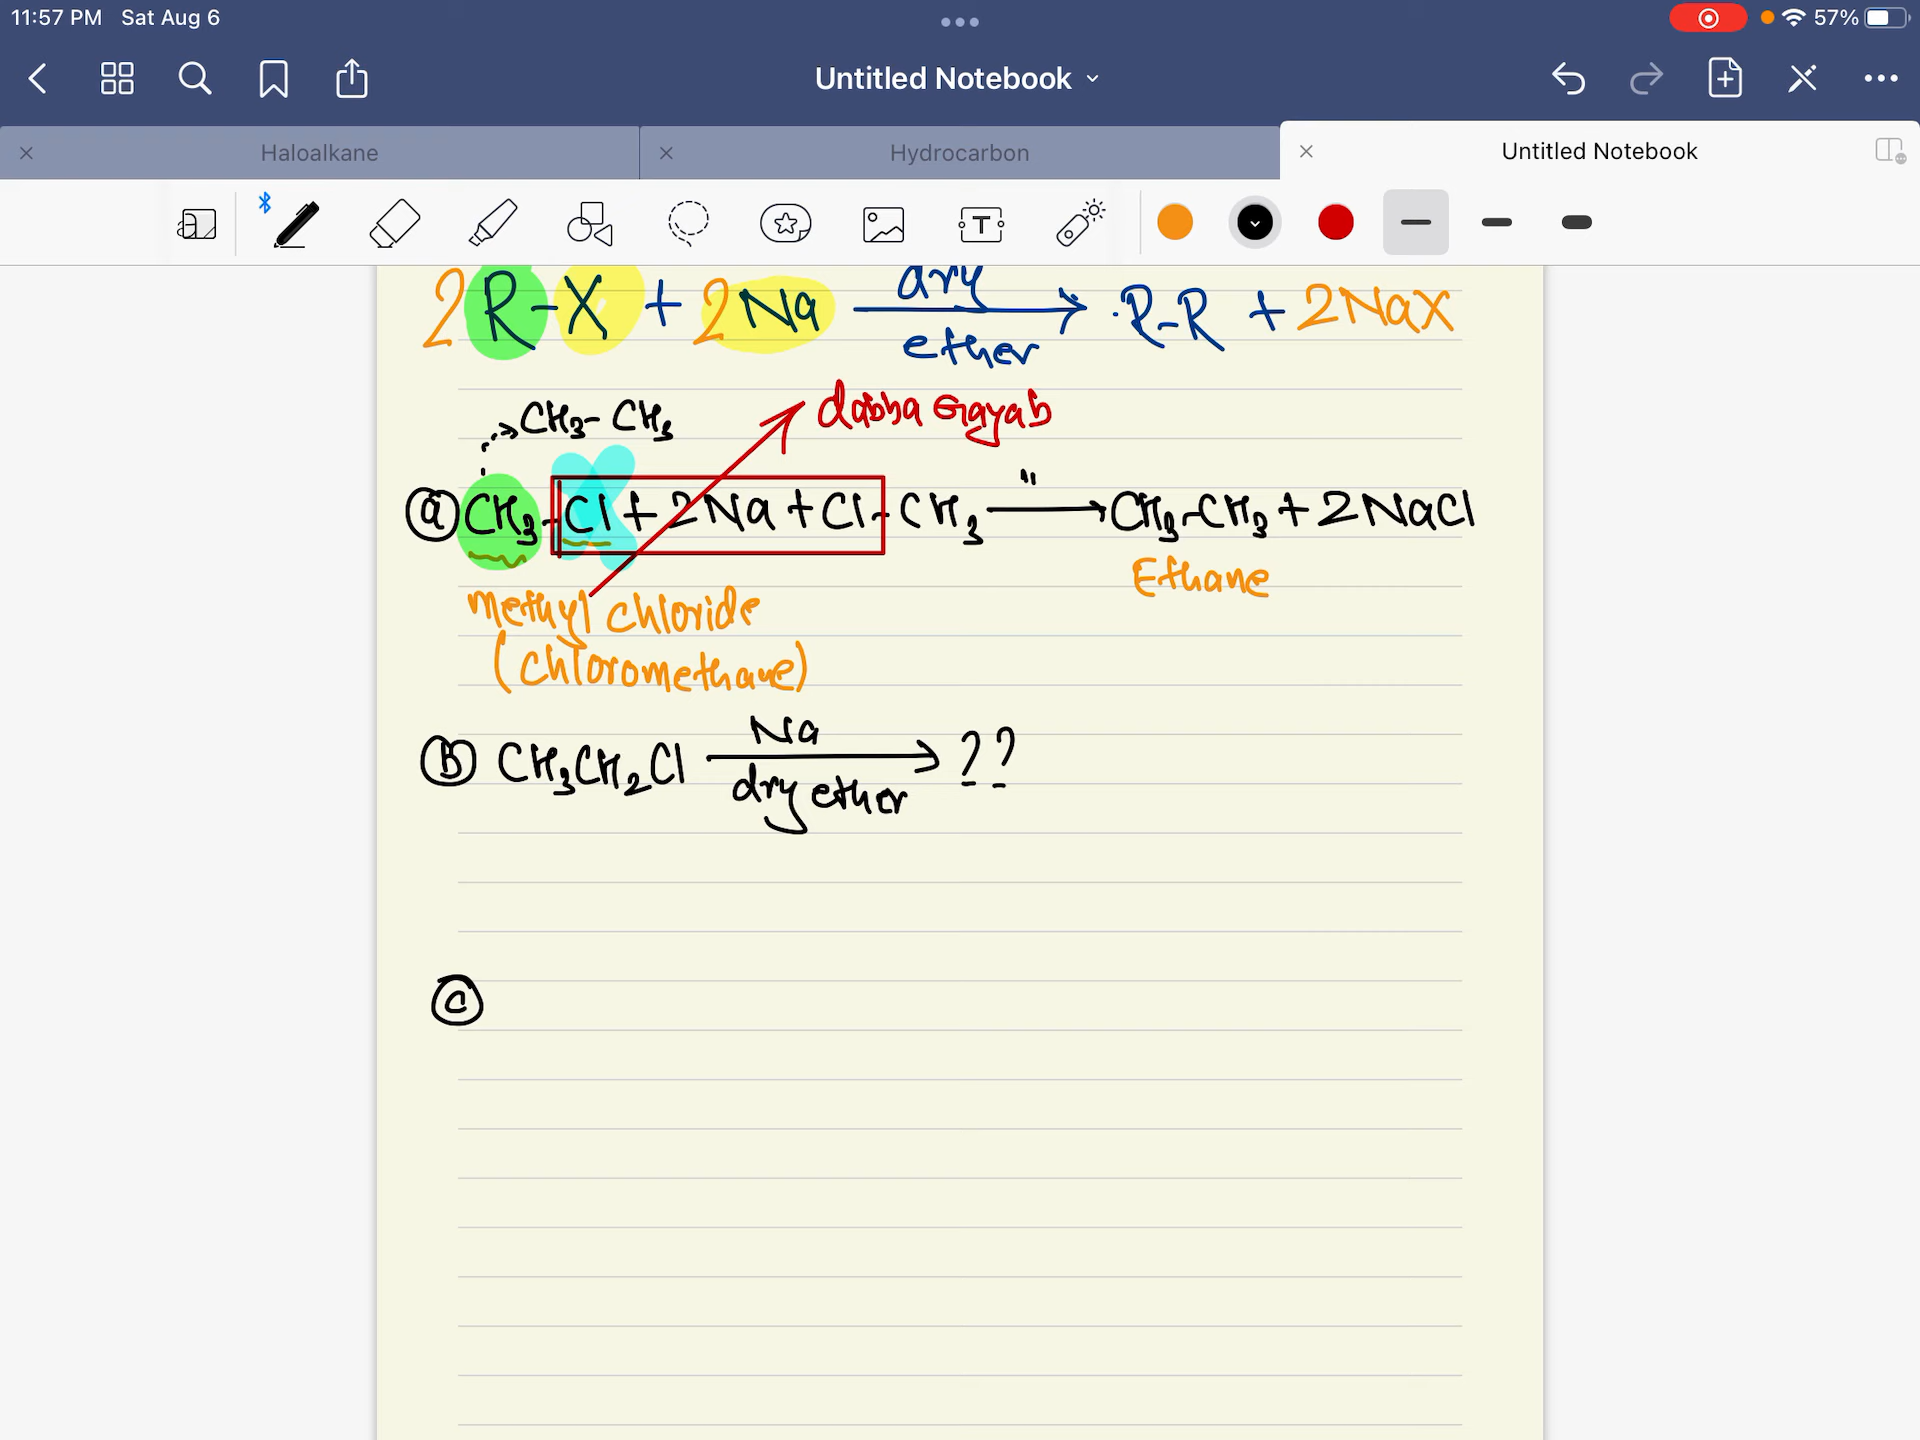 11:57 PM Sat Aug 6
57%
Untitled Notebook
Haloalkane
Hydrocarbon
Untitled Notebook
T
2R-X + 2Na dry ether R-R + 2NaX
CH3-CH3
dabba Gayab
(a) CH3-Cl + 2Na + Cl-CH3 " CH3-CH3 + 2NaCl
Ethane
Methyl chloride
(chloromethane)
(b) CH3CH2Cl Na dry ether ??
(c)